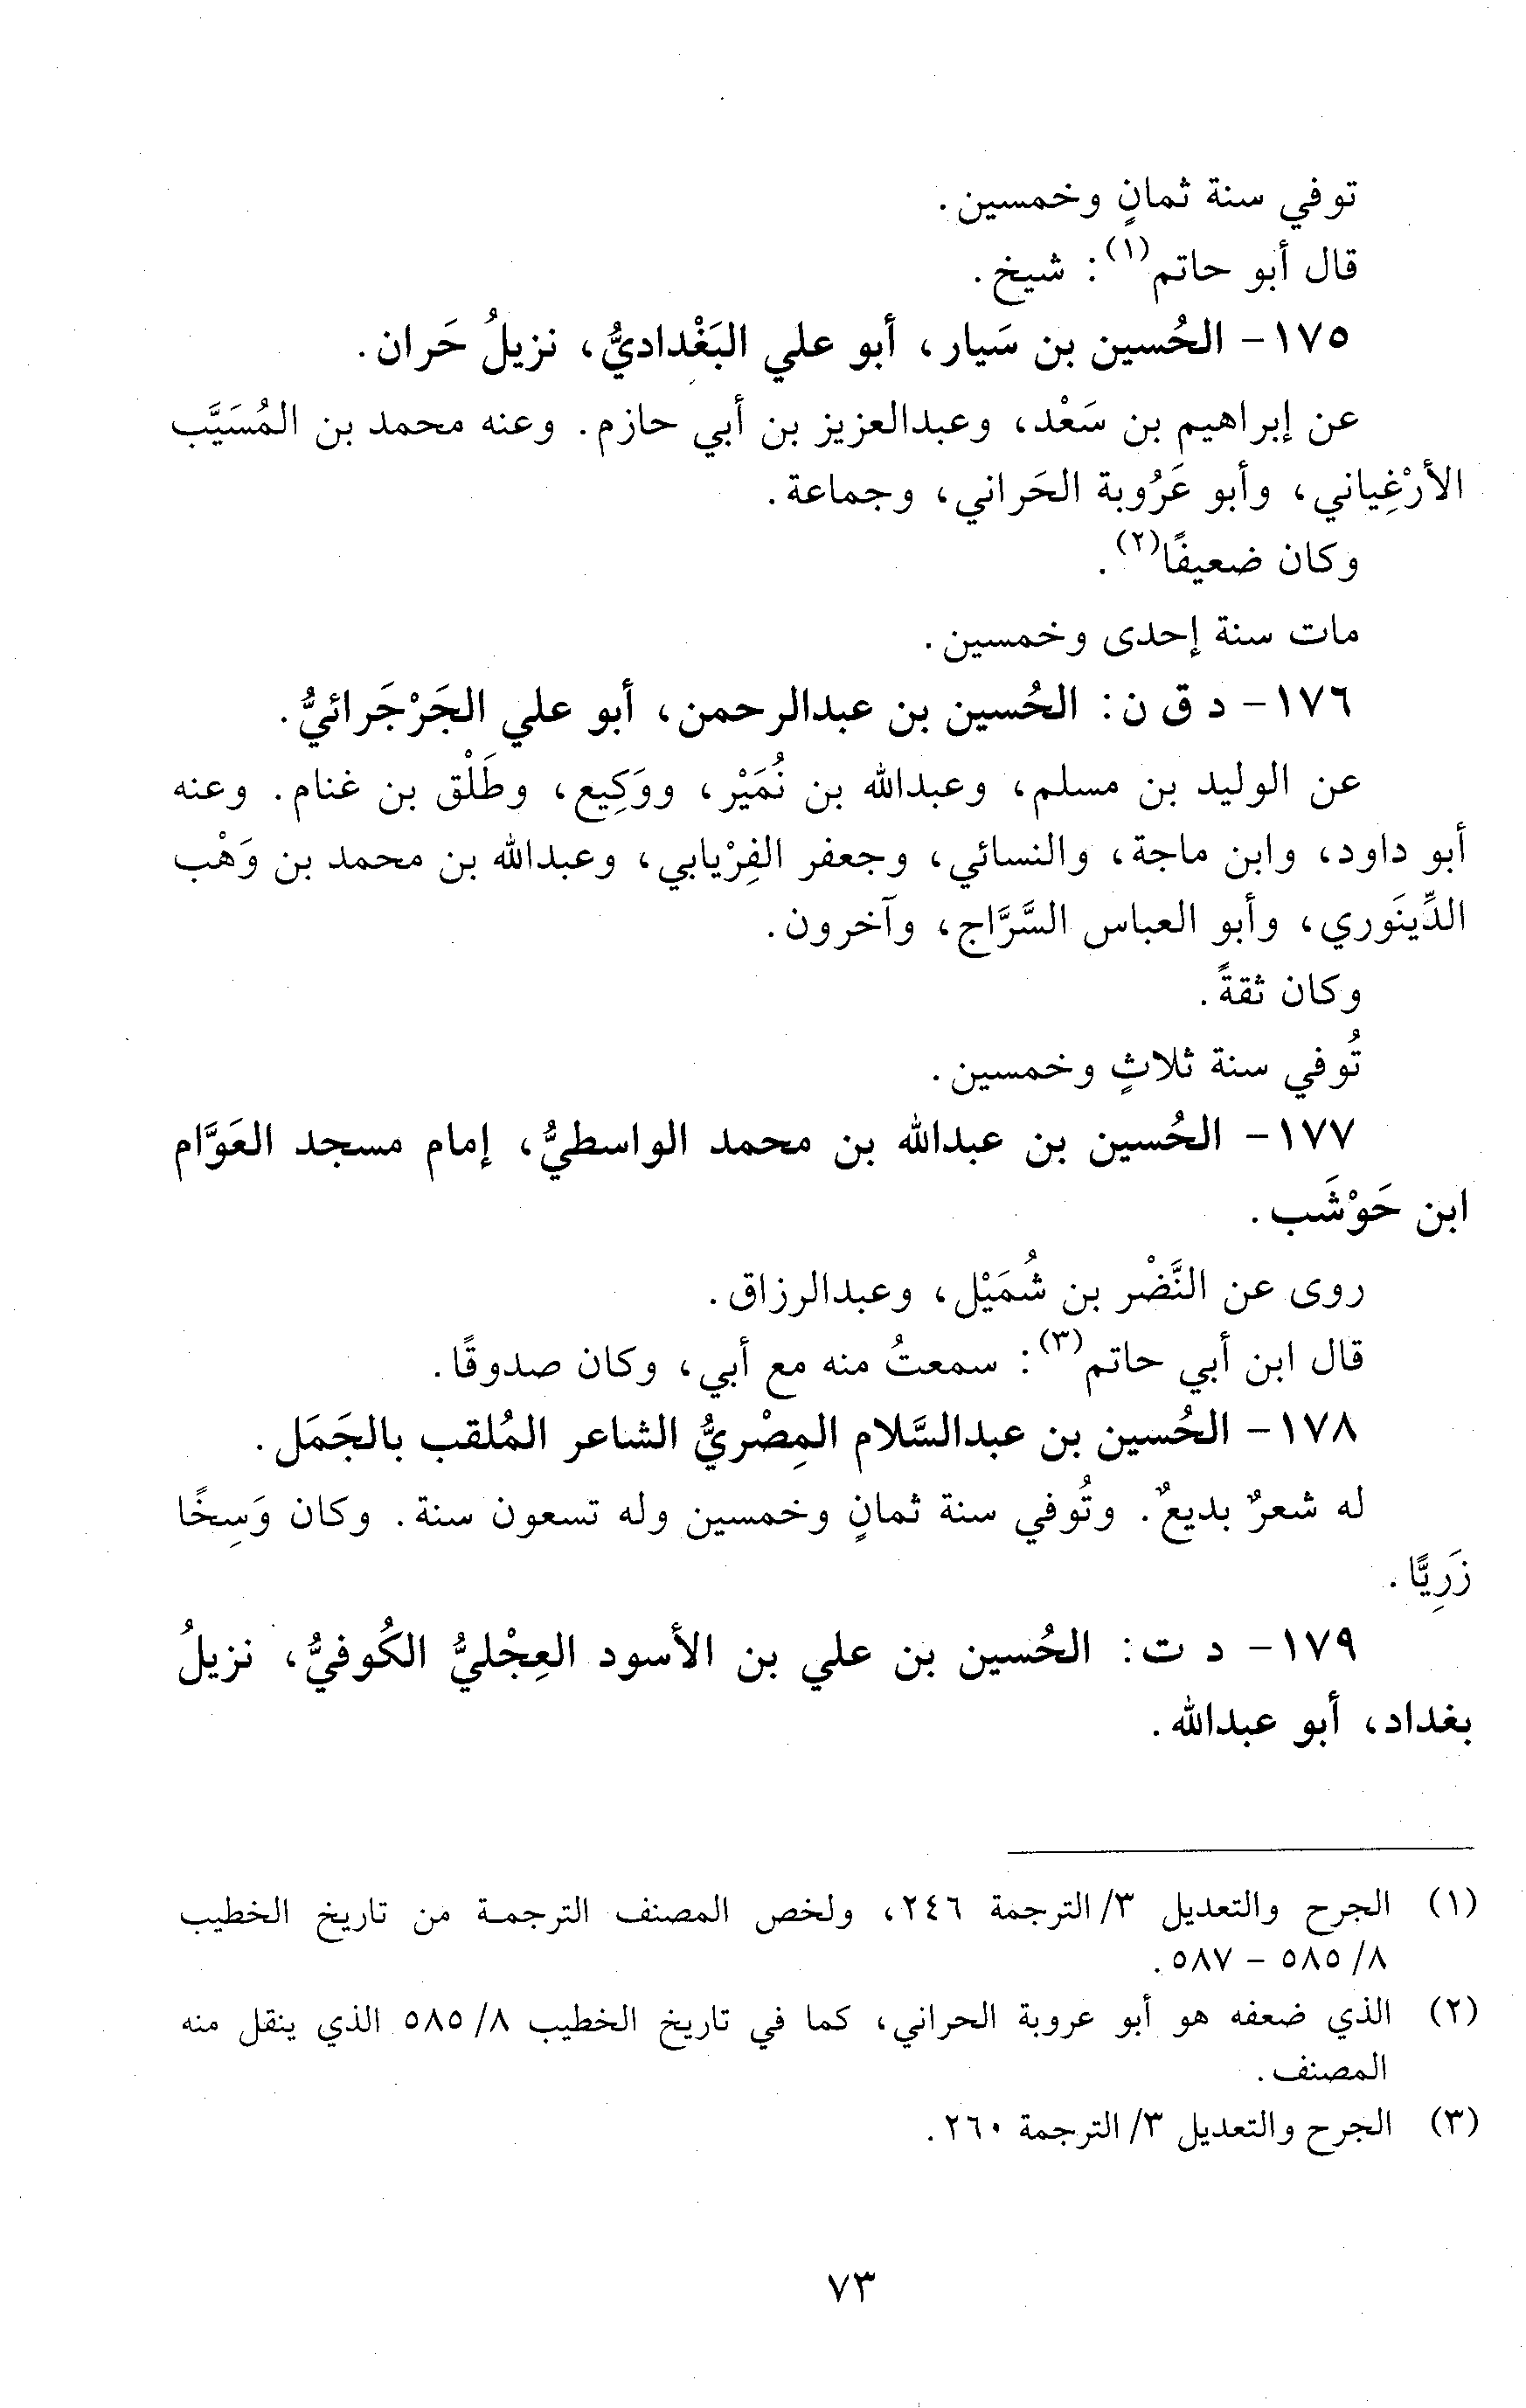 توفي سنة ثمانٍ وخمسين.
قال أبو حاتم(١): شيخ.
١٧٥- الحُسين بن سَيار، أبو علي البَغْداديُّ، نزيلُ حَران.
عن إبراهيم بن سَعْد، وعبدالعزيز بن أبي حازم. وعنه محمد بن المُسَيَّب
الأرْغِياني، وأبو عَرُوبة الحَراني، وجماعة.
وكان ضعيفًا(٢).
مات سنة إحدى وخمسين.
١٧٦- د ق ن: الحُسين بن عبدالرحمن، أبو علي الجَرْجَرائيُّ.
عن الوليد بن مسلم، وعبدالله بن نُمَيْر، ووَكِيع، وطَلْق بن غنام. وعنه
أبو داود، وابن ماجة، والنسائي، وجعفر الفِرْيابي، وعبدالله بن محمد بن وَهْب
الدِّينَوري، وأبو العباس السَّرَّاج، وآخرون.
وكان ثقةً.
تُوفي سنة ثلاثٍ وخمسين.
١٧٧- الحُسين بن عبدالله بن محمد الواسطيُّ، إمام مسجد العَوَّام
ابن حَوْشَب.
روى عن النَّضْر بن شُمَيْل، وعبدالرزاق.
قال ابن أبي حاتم(٣): سمعتُ منه مع أبي، وكان صدوقًا.
١٧٨- الحُسين بن عبدالسَّلام المِصْريُّ الشاعر المُلقب بالجَمَل.
له شعرٌ بديعٌ. وتُوفي سنة ثمانٍ وخمسين وله تسعون سنة. وكان وَسِخًا
زَرِيًّا.
١٧٩- د ت: الحُسين بن علي بن الأسود العِجْليُّ الكُوفيُّ، نزيلُ
بغداد، أبو عبدالله.
(١) الجرح والتعديل ٣/ الترجمة ٢٤٦، ولخص المصنف الترجمة من تاريخ الخطيب
٨/ ٥٨٥ - ٥٨٧.
(٢) الذي ضعفه هو أبو عروبة الحراني، كما في تاريخ الخطيب ٨/ ٥٨٥ الذي ينقل منه
المصنف.
(٣) الجرح والتعديل ٣/ الترجمة ٢٦٠.
٧٣